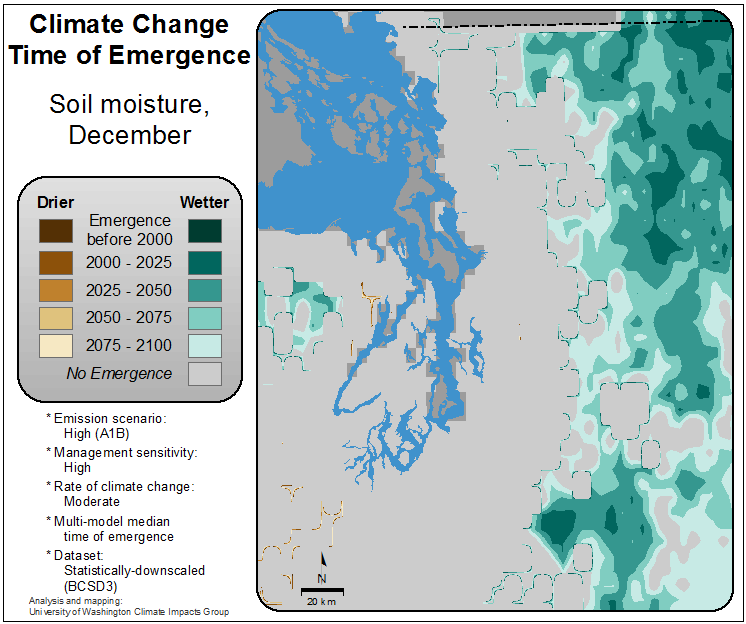 Climate Change
Time of Emergence
Soil moisture,
December
Drier Wetter
Emergence
before 2000
2000 - 2025
2025 - 2050
2050 - 2075
2075 - 2100
No Emergence
* Emission scenario:
High (A1B)
* Management sensitivity:
High
* Rate of climate change:
Moderate
* Multi-model median
time of emergence
* Dataset:
Statistically-downscaled
(BCSD3)
Analysis and mapping:
University of Washington Climate Impacts Group
N
20 km